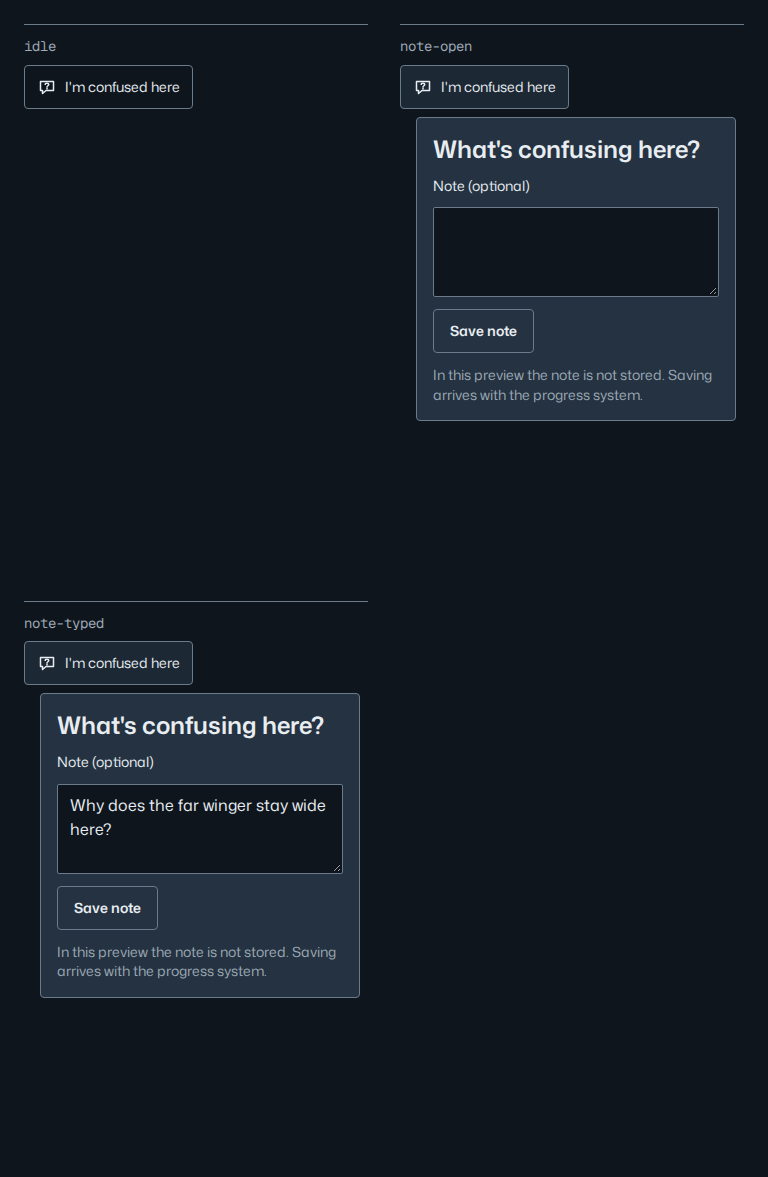 idle
I'm confused here
note-open
I'm confused here
What's confusing here?
Note (optional)
Save note
In this preview the note is not stored. Saving
arrives with the progress system.
note-typed
I'm confused here
What's confusing here?
Note (optional)
Why does the far winger stay wide
here?
Save note
In this preview the note is not stored. Saving
arrives with the progress system.